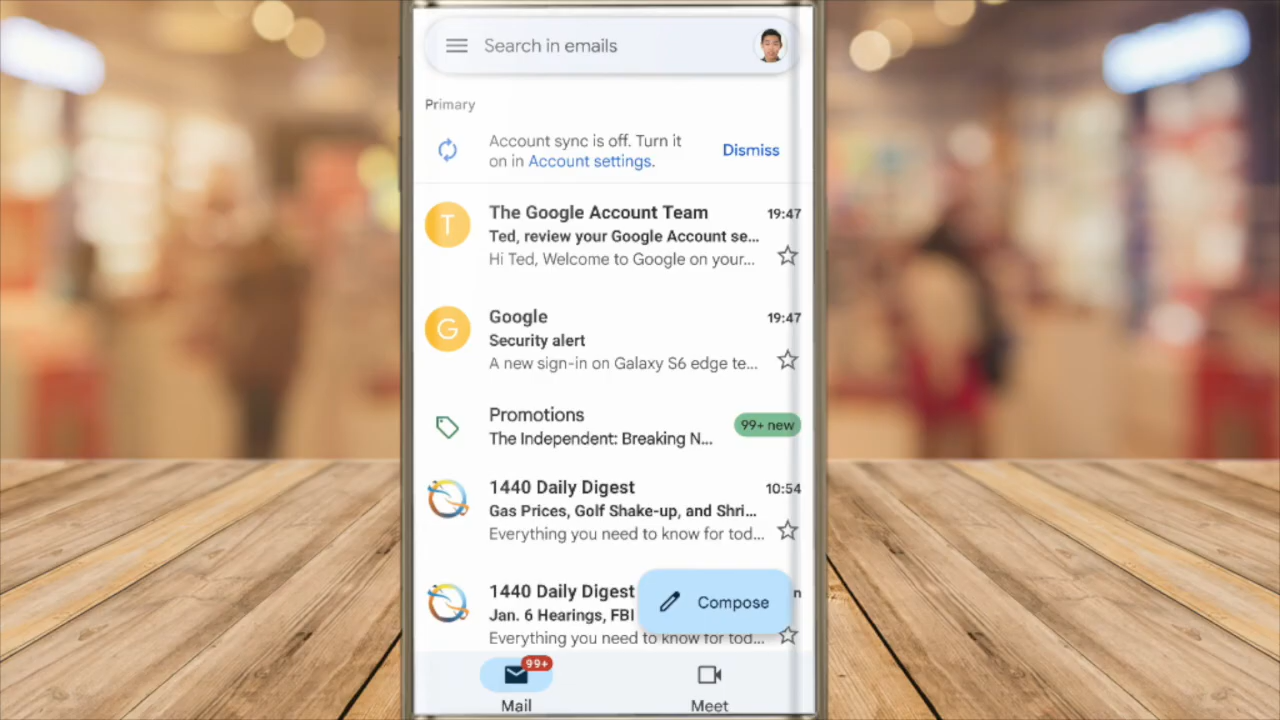 Search in emails
Primary
Account sync is off. Turn it
on in Account settings.
Dismiss
T
The Google Account Team
19:47
Ted, review your Google Account se...
Hi Ted, Welcome to Google on your...
G
Google
19:47
Security alert
A new sign-in on Galaxy S6 edge te...
Promotions
The Independent: Breaking N...
99+ new
1440 Daily Digest
10:54
Gas Prices, Golf Shake-up, and Shri...
Everything you need to know for tod...
1440 Daily Digest
n
Jan. 6 Hearings, FBI
Everything you need to know for tod...
Compose
99+
Mail
Meet